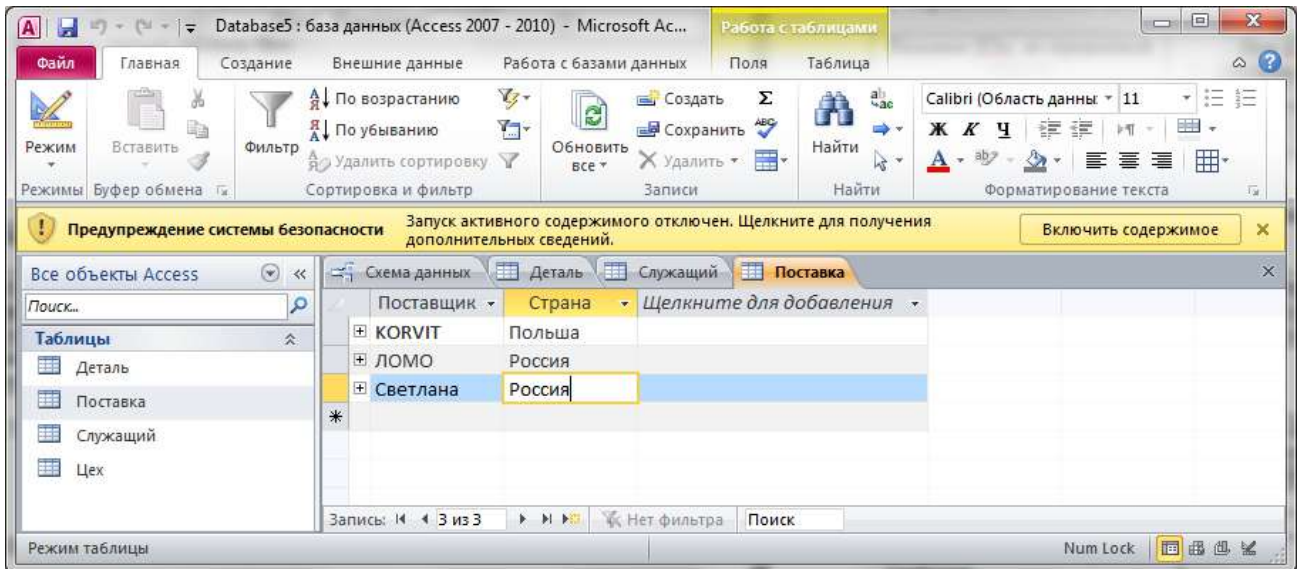 A Database5 : база данных (Access 2007 - 2010) - Microsoft Ac... Работа с таблицами
Файл Главная Создание Внешние данные Работа с базами данных Поля Таблица
Режим
Вставить
Фильтр
По возрастанию
По убыванию
Удалить сортировку
Обновить все
Создать
Сохранить
Удалить
Σ
ABC
Найти
ab ac
Calibri (Область данны: 11
Ж К Ч
A ab
Режимы Буфер обмена Сортировка и фильтр Записи Найти Форматирование текста
Предупреждение системы безопасности Запуск активного содержимого отключен. Щелкните для получения
дополнительных сведений. Включить содержимое
Все объекты Access «
Поиск...
Таблицы
Деталь
Поставка
Служащий
Цех
Схема данных Деталь Служащий Поставка
Поставщик Страна Щелкните для добавления
KORVIT Польша
ЛОМО Россия
Светлана Россия
Запись: 3 из 3 Нет фильтра Поиск
Режим таблицы Num Lock